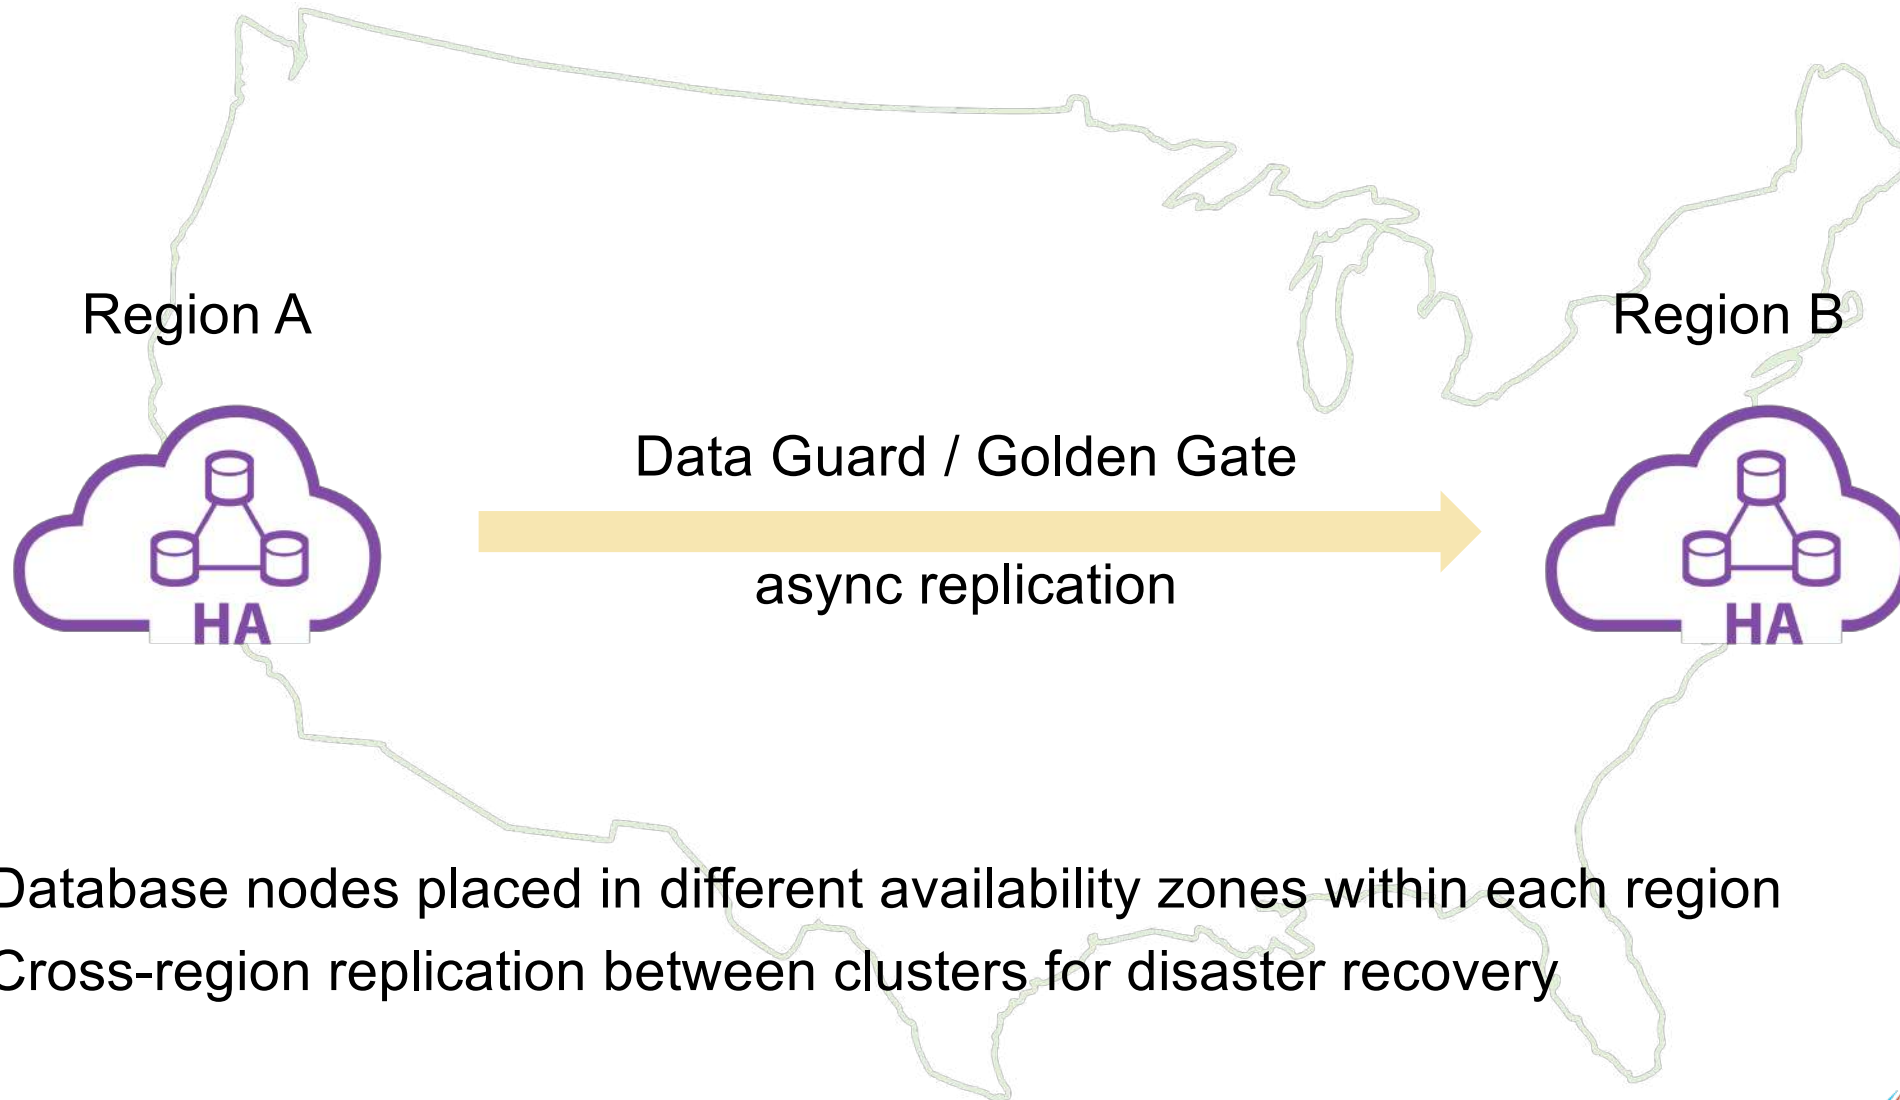 Region A
Region B
Data Guard / Golden Gate
async replication
HA
HA
Database nodes placed in different availability zones within each region
Cross-region replication between clusters for disaster recovery